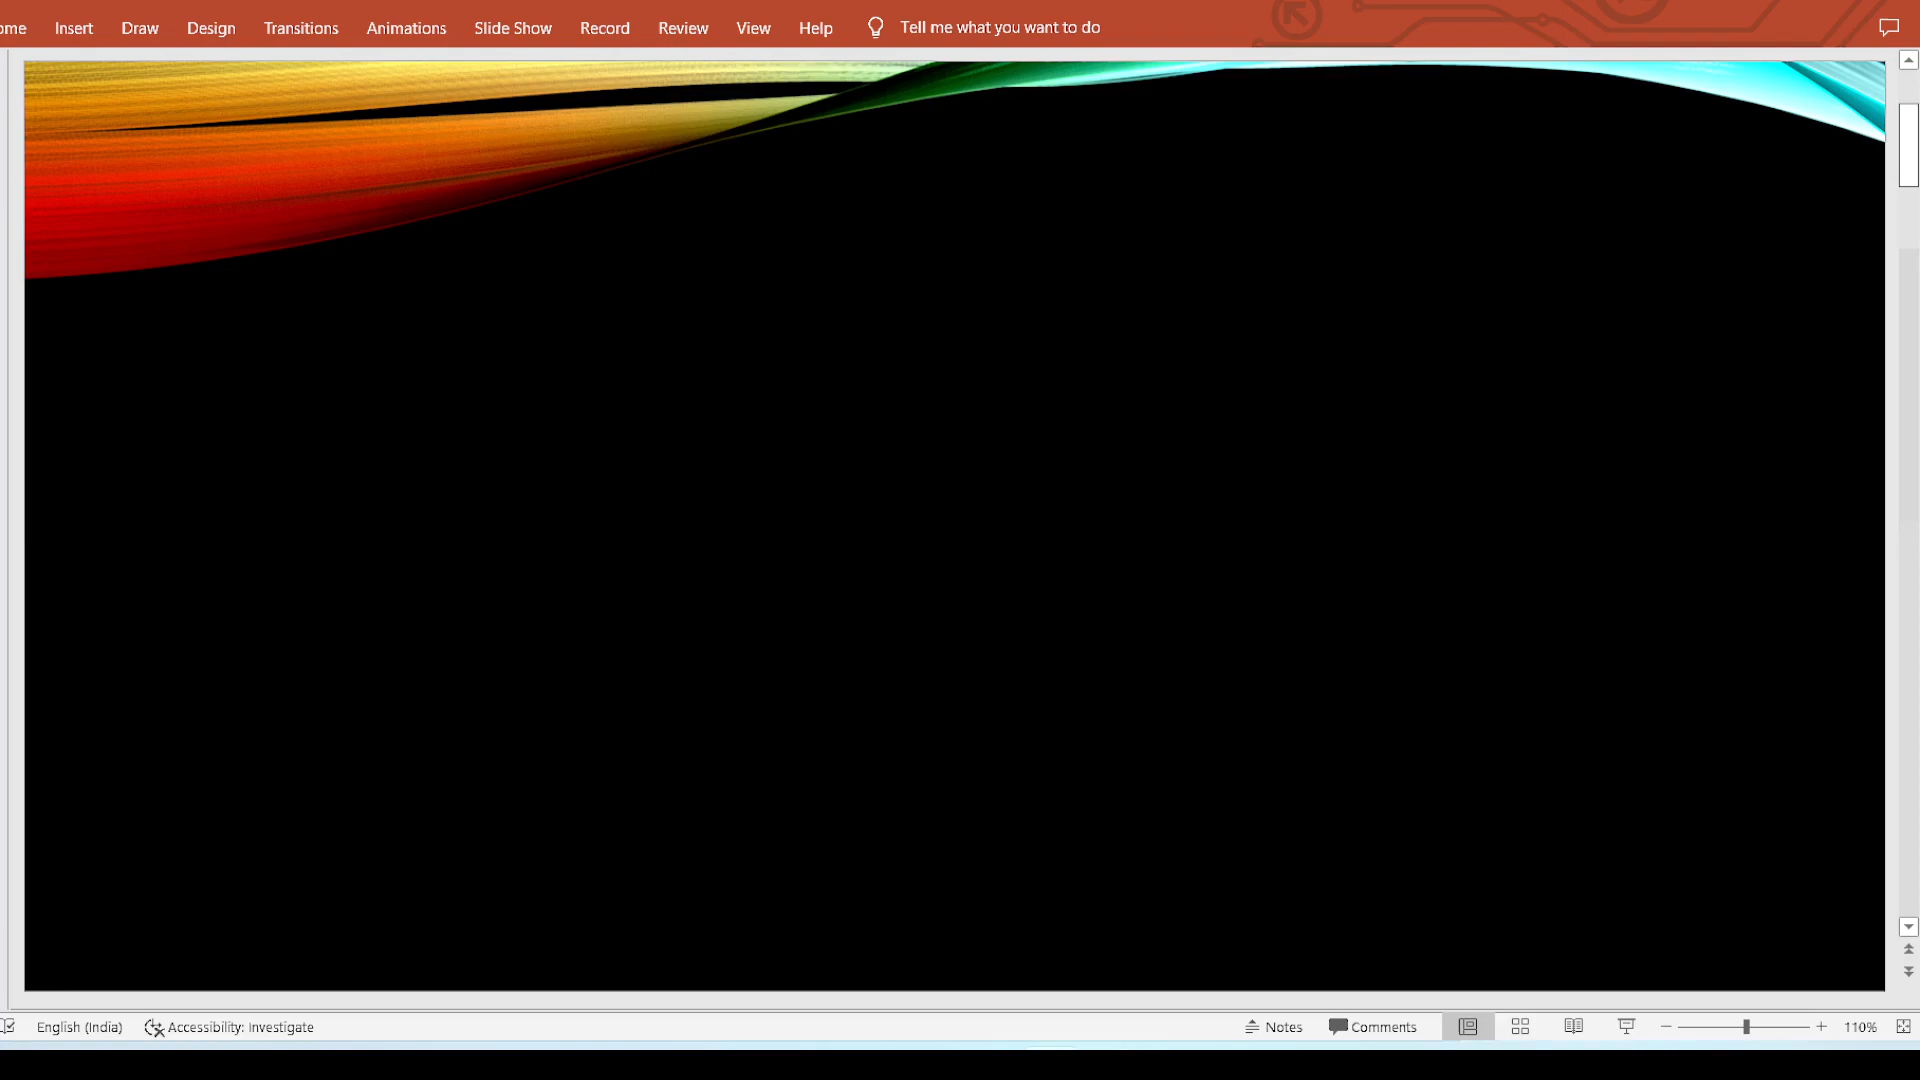 ome Insert Draw Design Transitions Animations Slide Show Record Review View Help Tell me what you want to do
English (India) Accessibility: Investigate Notes Comments 110%